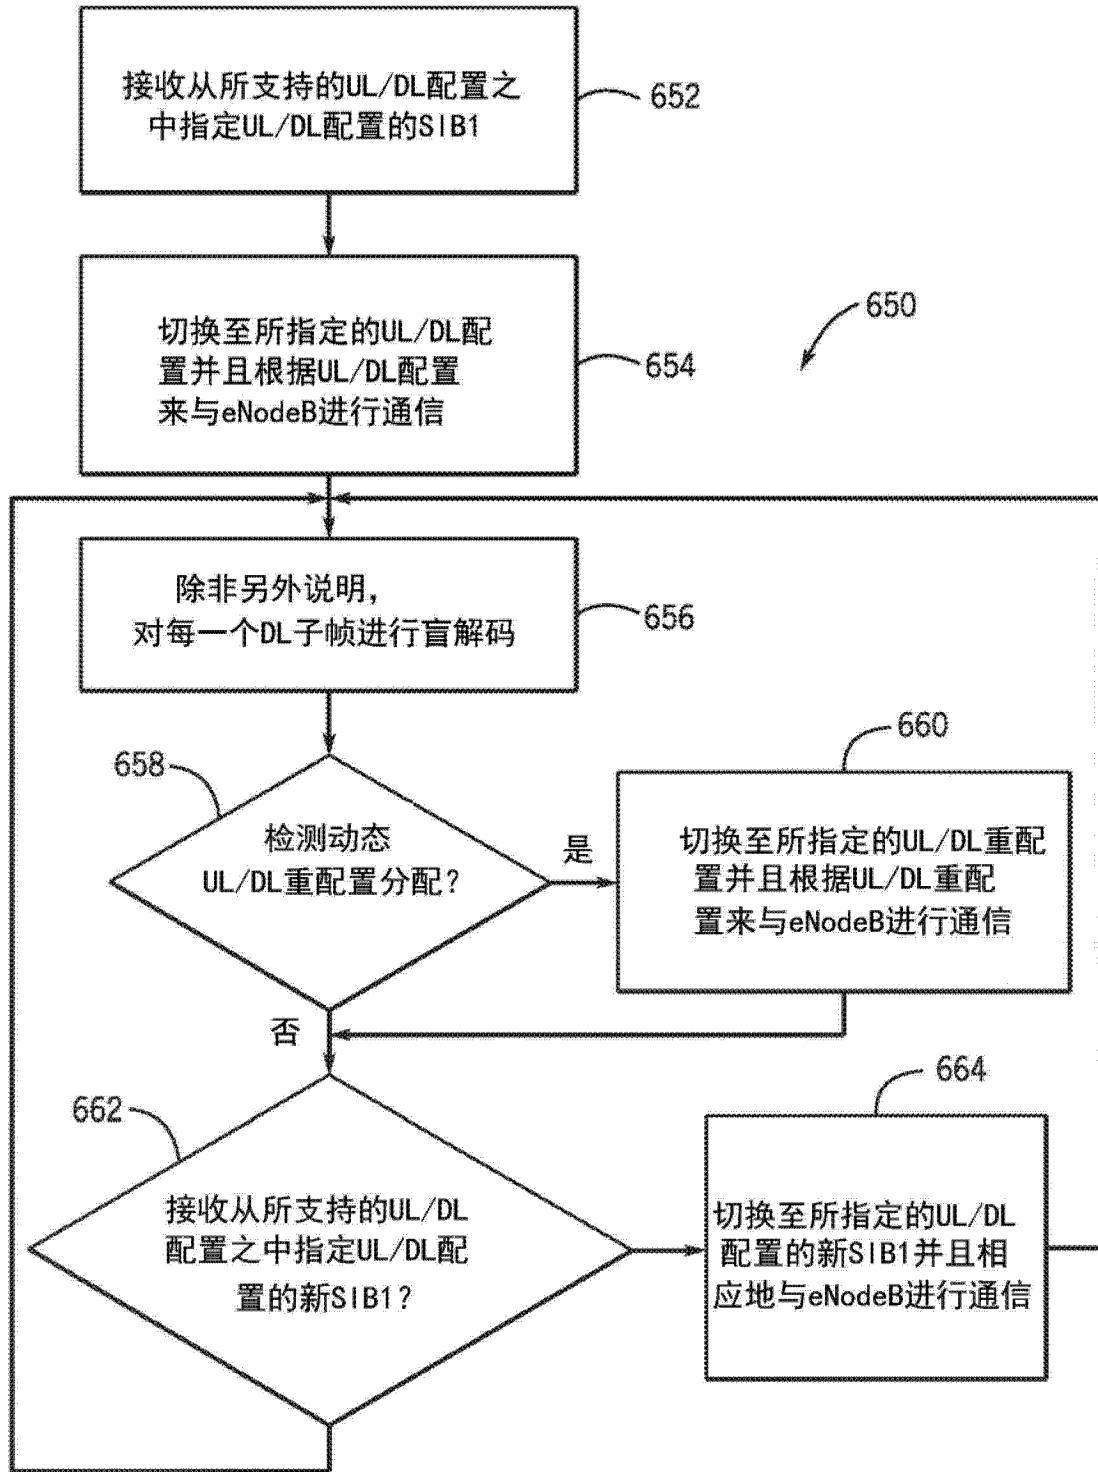 接收从所支持的UL/DL配置之
中指定UL/DL配置的SIB1
652
切换至所指定的UL/DL配
置并且根据UL/DL配置
来与eNodeB进行通信
654
650
除非另外说明,
对每一个DL子帧进行盲解码
656
658
检测动态
UL/DL重配置分配?
是
660
切换至所指定的UL/DL重配
置并且根据UL/DL重配
置来与eNodeB进行通信
否
662
接收从所支持的UL/DL
配置之中指定UL/DL配
置的新SIB1?
664
切换至所指定的UL/DL
配置的新SIB1并且相
应地与eNodeB进行通信